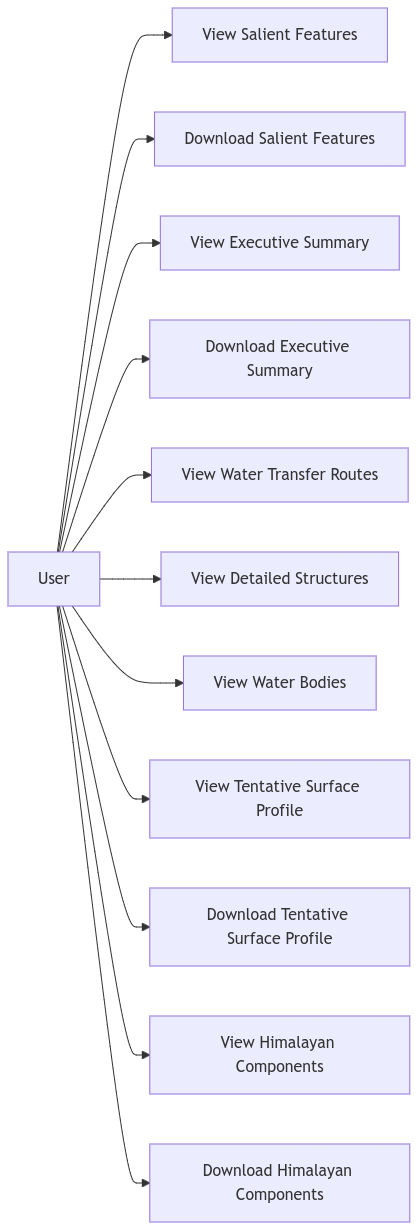 View Salient Features
Download Salient Features
View Executive Summary
Download Executive
Summary
View Water Transfer Routes
User
View Detailed Structures
View Water Bodies
View Tentative Surface
Profile
Download Tentative
Surface Profile
View Himalayan
Components
Download Himalayan
Components